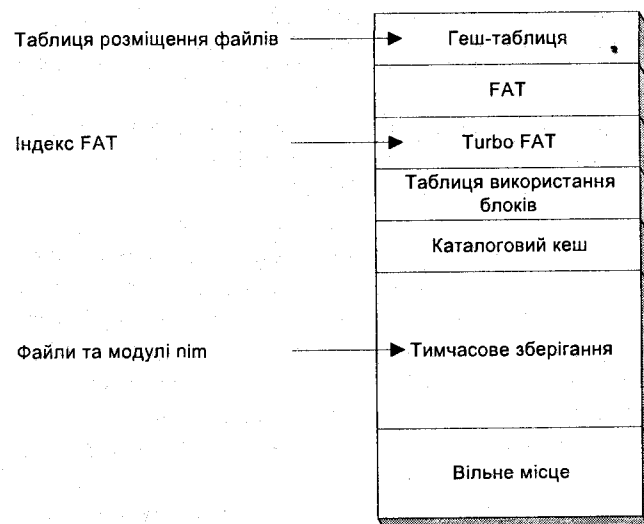 Таблиця розміщення файлів
Геш-таблиця
FAT
Індекс FAT
Turbo FAT
Таблиця використання
блоків
Каталоговий кеш
Файли та модулі nim
Тимчасове зберігання
Вільне місце